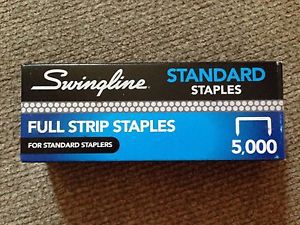 Swingline
STANDARD
STAPLES
FULL STRIP STAPLES
FOR STANDARD STAPLERS
5,000